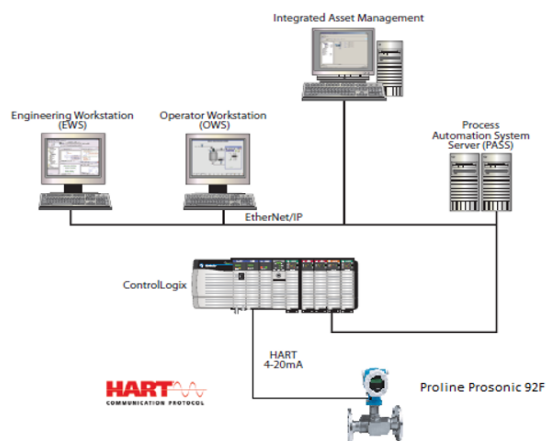 Integrated Asset Management
Engineering Workstation
(EWS)
Operator Workstation
(OWS)
Process
Automation System
Server (PASS)
EtherNet/IP
ControlLogix
HART
4-20mA
HART
COMMUNICATION PROTOCOL
Proline Prosonic 92F